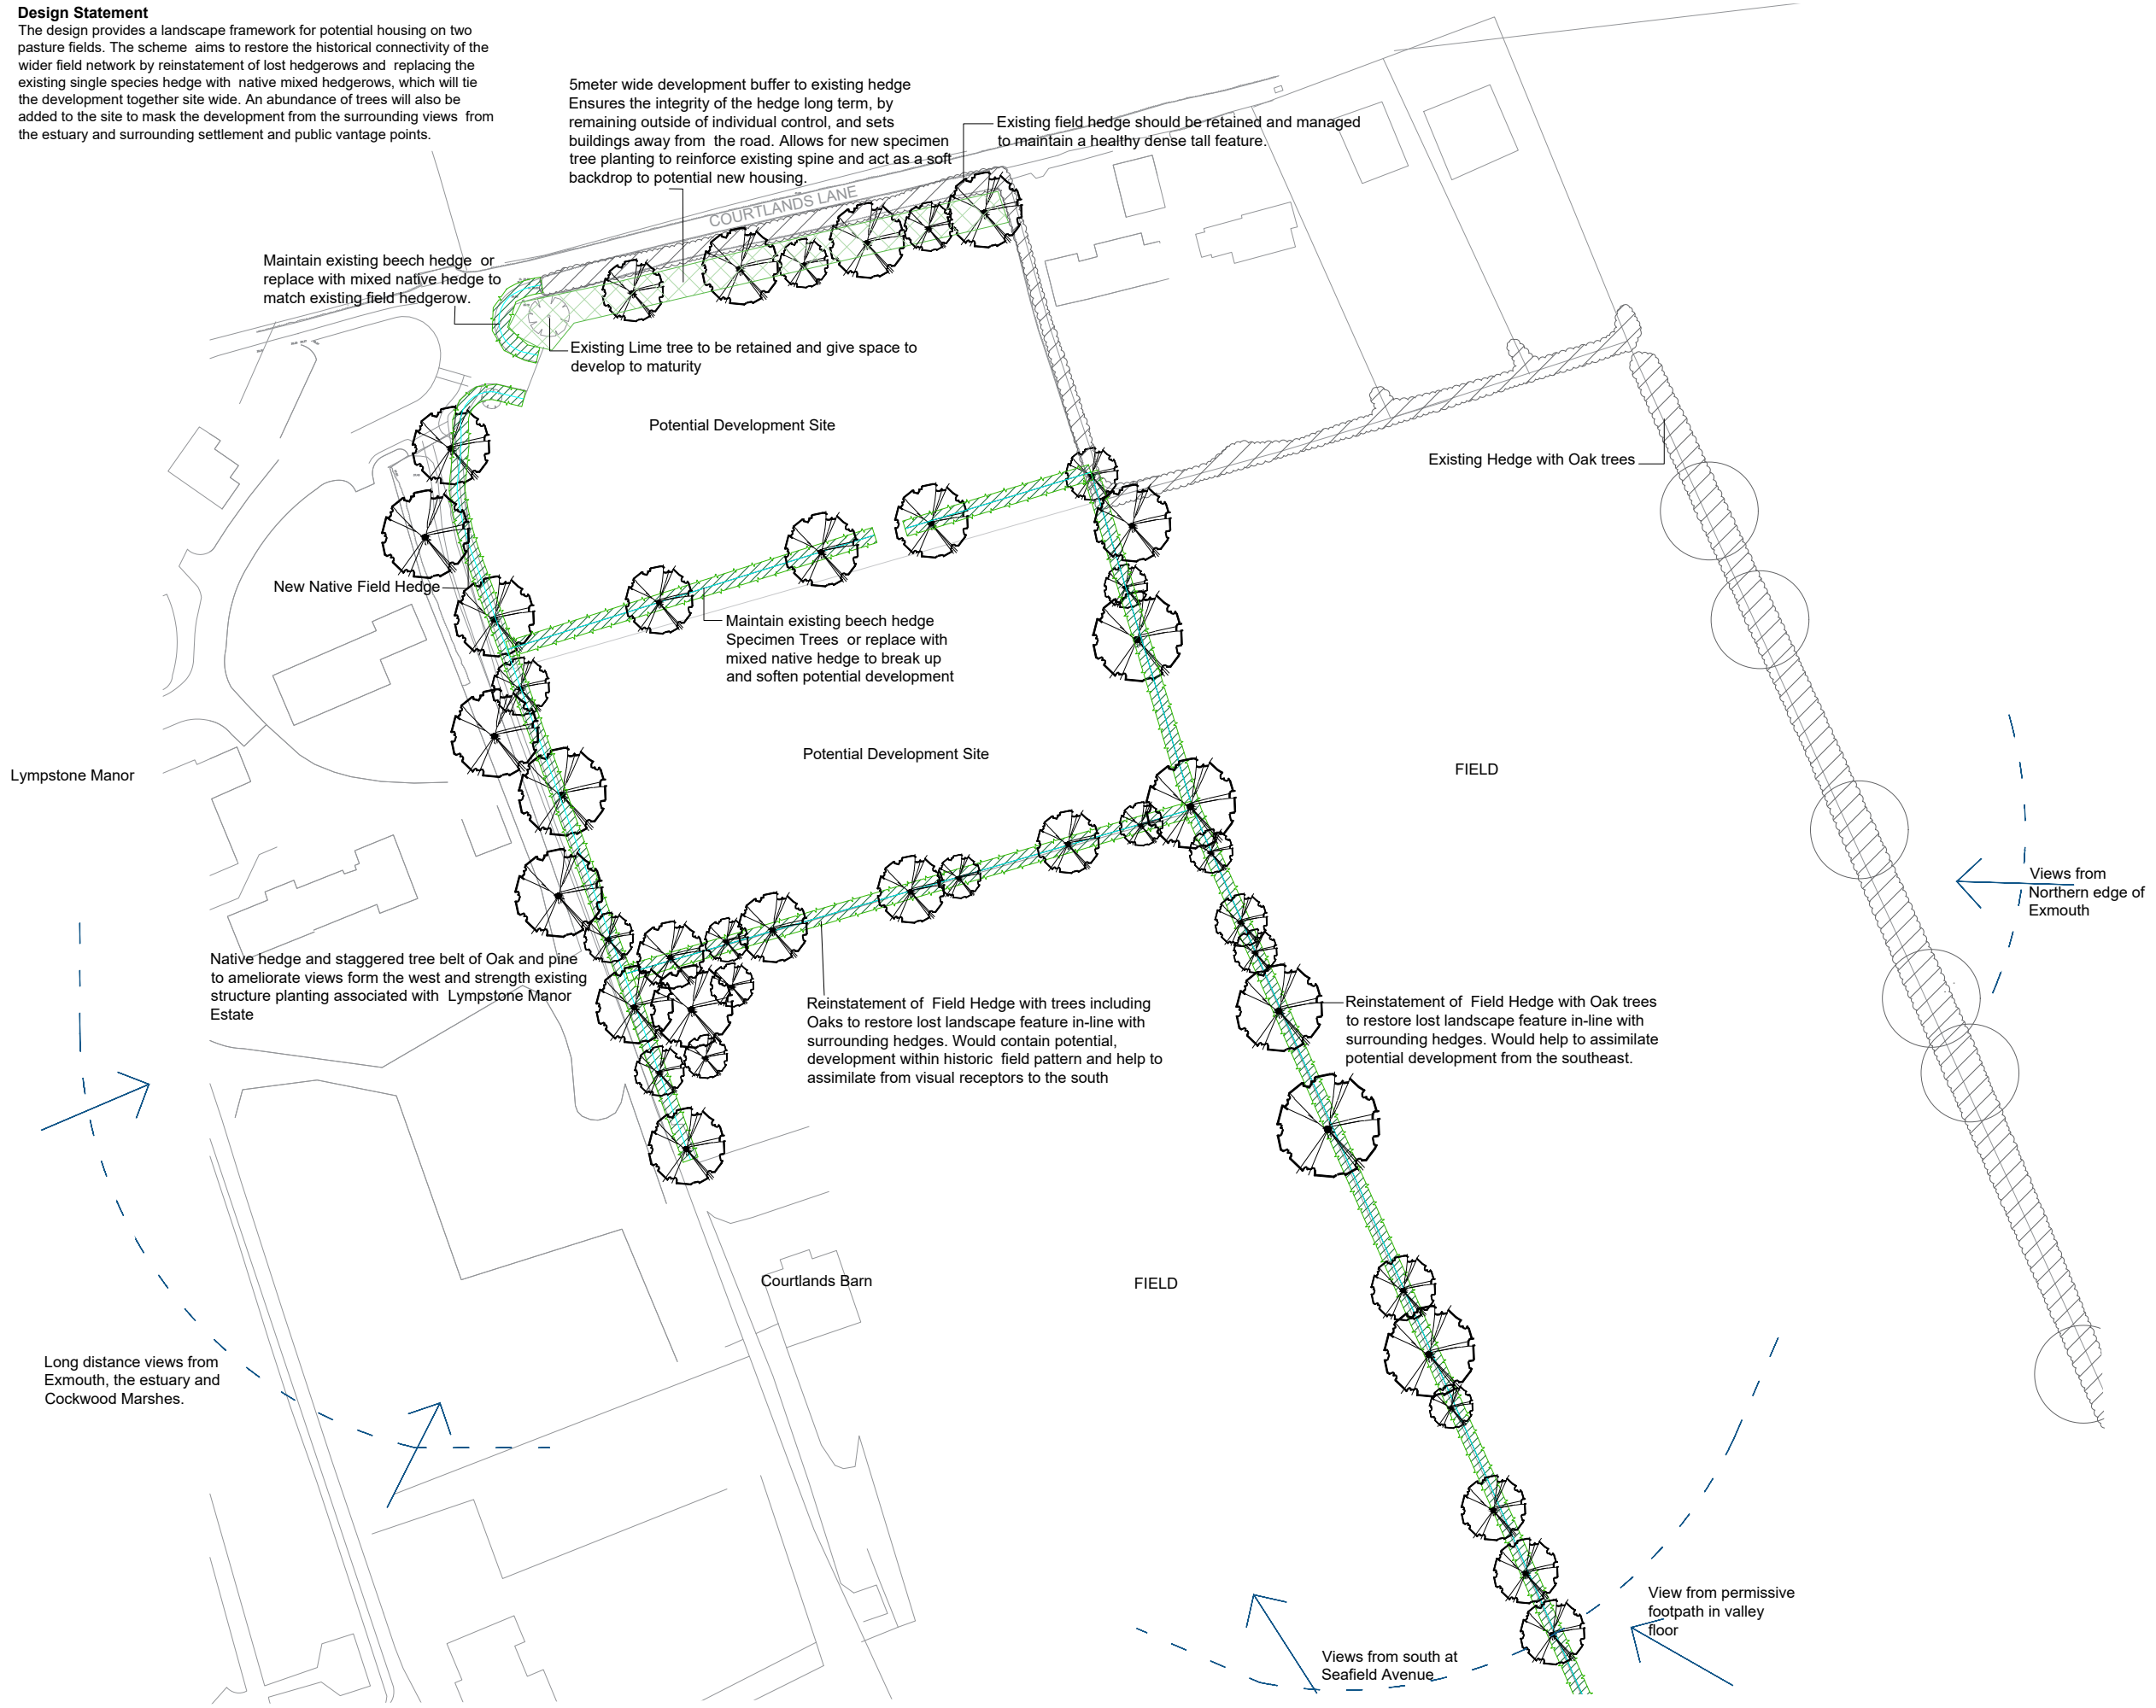 Design Statement
The design provides a landscape framework for potential housing on two
pasture fields. The scheme aims to restore the historical connectivity of the
wider field network by reinstatement of lost hedgerows and replacing the
existing single species hedge with native mixed hedgerows, which will tie
the development together site wide. An abundance of trees will also be
added to the site to mask the development from the surrounding views from
the estuary and surrounding settlement and public vantage points.
5meter wide development buffer to existing hedge
Ensures the integrity of the hedge long term, by
remaining outside of individual control, and sets
buildings away from the road. Allows for new specimen
tree planting to reinforce existing spine and act as a soft
backdrop to potential new housing.
Existing field hedge should be retained and managed
to maintain a healthy dense tall feature.
COURTLANDS LANE
Maintain existing beech hedge or
replace with mixed native hedge to
match existing field hedgerow.
Existing Lime tree to be retained and give space to
develop to maturity
Potential Development Site
Existing Hedge with Oak trees
New Native Field Hedge
Maintain existing beech hedge
Specimen Trees or replace with
mixed native hedge to break up
and soften potential development
Potential Development Site
Lympstone Manor
FIELD
Views from
Northern edge of
Exmouth
Native hedge and staggered tree belt of Oak and pine
to ameliorate views form the west and strength existing
structure planting associated with Lympstone Manor
Estate
Reinstatement of Field Hedge with trees including
Oaks to restore lost landscape feature in-line with
surrounding hedges. Would contain potential,
development within historic field pattern and help to
assimilate from visual receptors to the south
Reinstatement of Field Hedge with Oak trees
to restore lost landscape feature in-line with
surrounding hedges. Would help to assimilate
potential development from the southeast.
Courtlands Barn
FIELD
Long distance views from
Exmouth, the estuary and
Cockwood Marshes.
View from permissive
footpath in valley
floor
Views from south at
Seafield Avenue